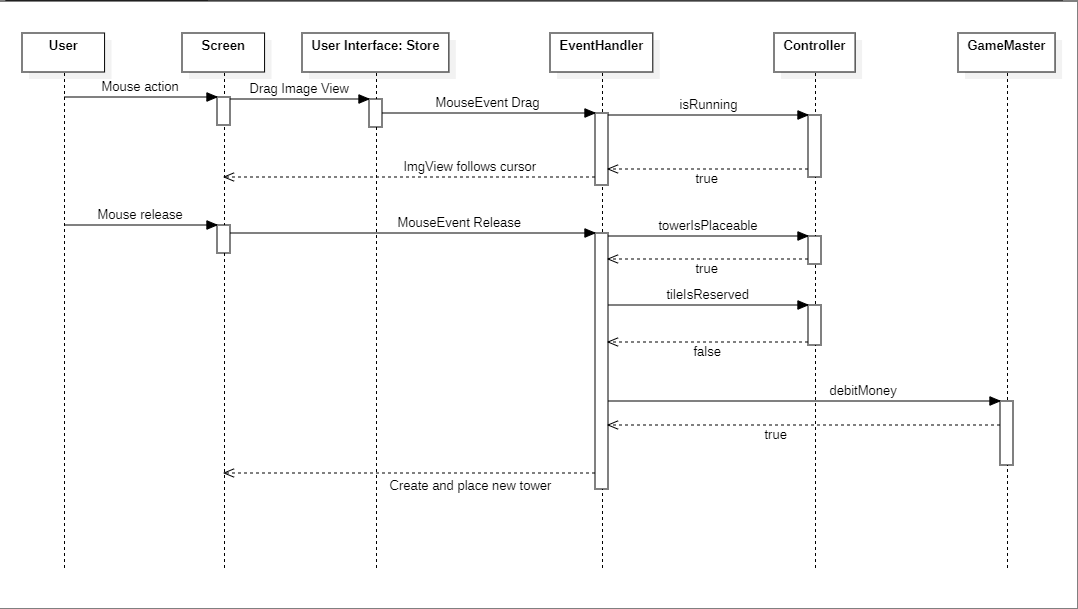 User
Screen
User Interface: Store
EventHandler
Controller
GameMaster
Mouse action
Drag Image View
MouseEvent Drag
isRunning
ImgView follows cursor
true
Mouse release
MouseEvent Release
towerIsPlaceable
true
tileIsReserved
false
debitMoney
true
Create and place new tower